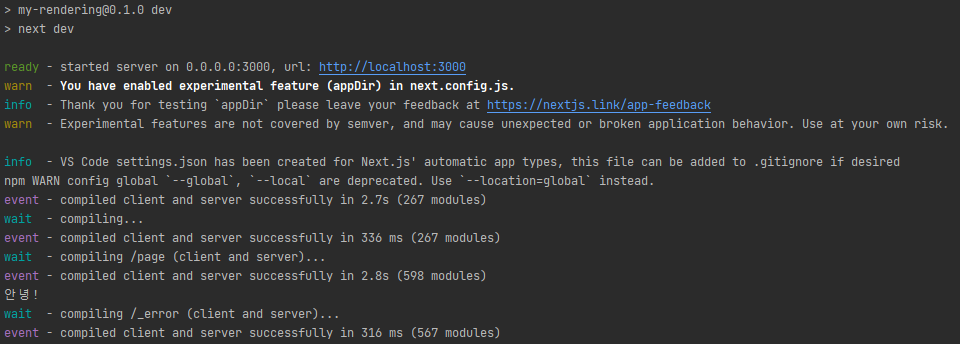 > my-rendering@0.1.0 dev
> next dev
ready - started server on 0.0.0.0:3000, url: http://localhost:3000
warn  - You have enabled experimental feature (appDir) in next.config.js.
info  - Thank you for testing `appDir` please leave your feedback at https://nextjs.link/app-feedback
warn  - Experimental features are not covered by semver, and may cause unexpected or broken application behavior. Use at your own risk.
info  - VS Code settings.json has been created for Next.js' automatic app types, this file can be added to .gitignore if desired
npm WARN config global `--global`, `--local` are deprecated. Use `--location=global` instead.
event - compiled client and server successfully in 2.7s (267 modules)
wait  - compiling...
event - compiled client and server successfully in 336 ms (267 modules)
wait  - compiling /page (client and server)...
event - compiled client and server successfully in 2.8s (598 modules)
안녕!
wait  - compiling /_error (client and server)...
event - compiled client and server successfully in 316 ms (567 modules)